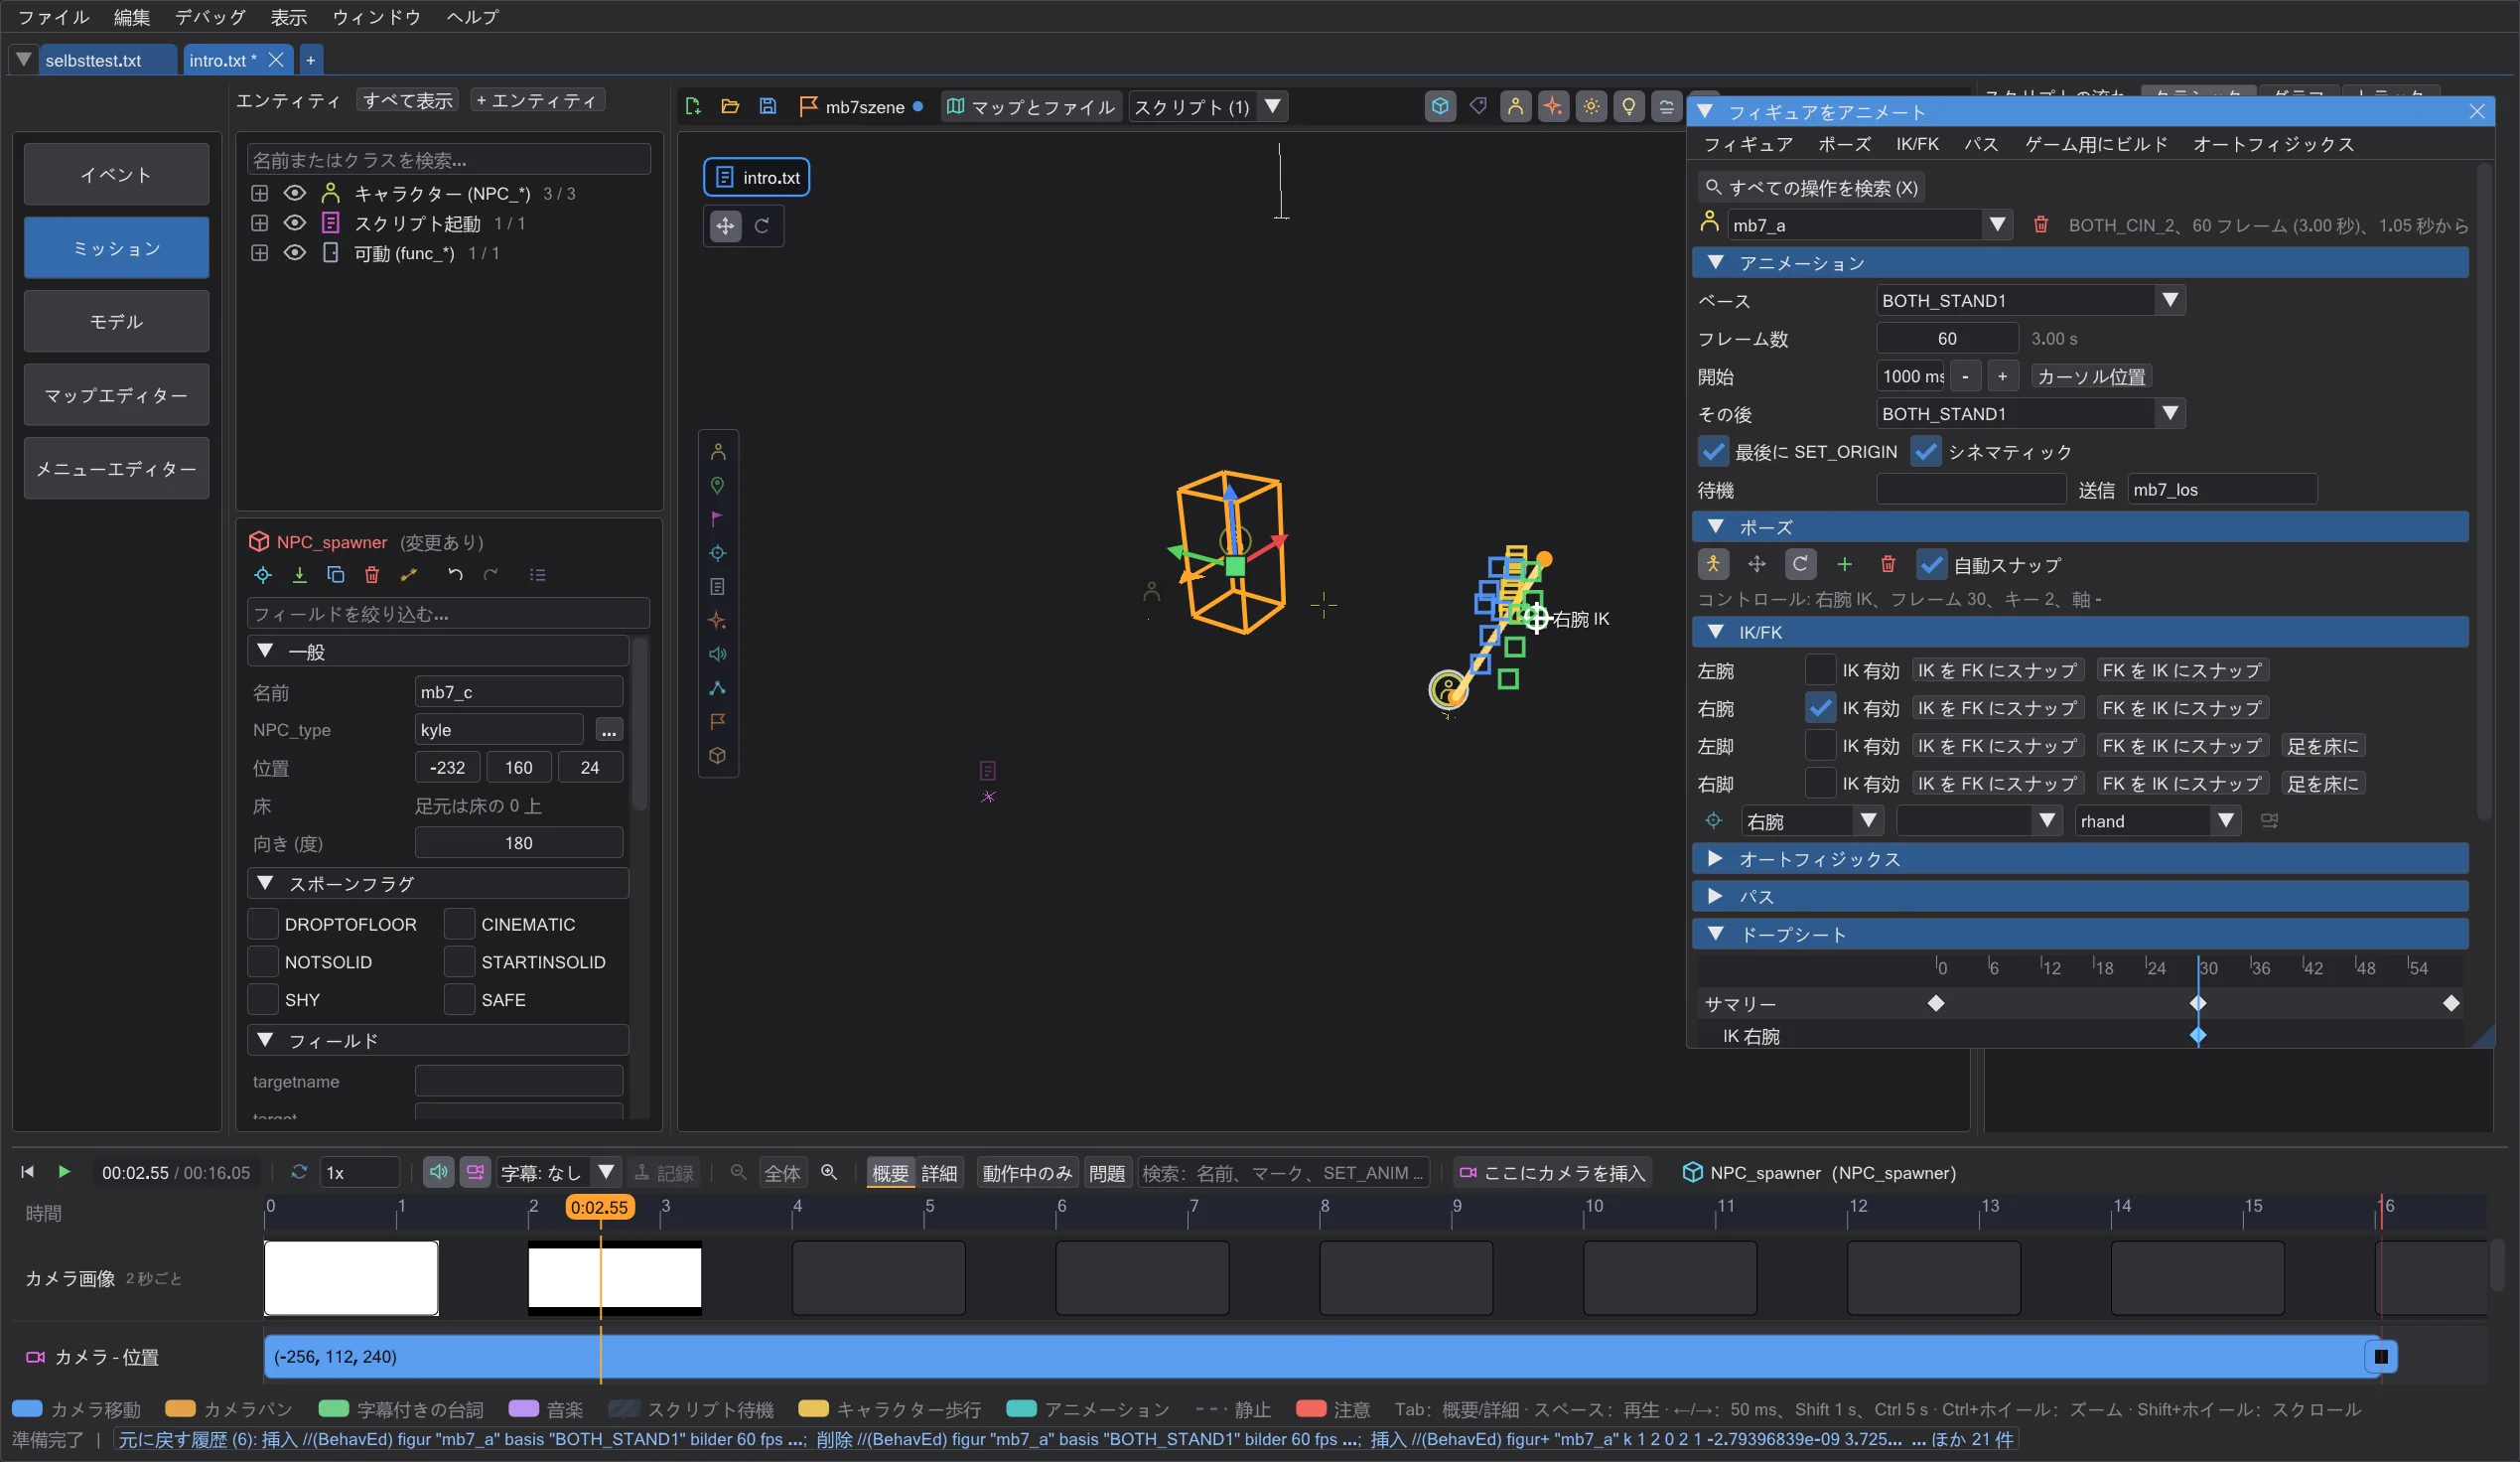 ファイル 編集 デバッグ 表示 ウィンドウ ヘルプ
selbsttest.txt intro.txt * +
エンティティ すべて表示 + エンティティ
mb7szene マップとファイル スクリプト (1)
イベント
ミッション
モデル
マップエディター
メニューエディター
名前またはクラスを検索...
キャラクター (NPC_*) 3 / 3
スクリプト起動 1 / 1
可動 (func_*) 1 / 1
NPC_spawner (変更あり)
フィールドを絞り込む...
一般
名前 mb7_c
NPC_type kyle ...
位置 -232 160 24
床 足元は床の 0 上
向き (度) 180
スポーンフラグ
DROPTOFLOOR CINEMATIC
NOTSOLID STARTINSOLID
SHY SAFE
フィールド
targetname
intro.txt
右腕 IK
フィギュアをアニメート
フィギュア ポーズ IK/FK パス ゲーム用にビルド オートフィジックス
すべての操作を検索 (X)
mb7_a BOTH_CIN_2、60 フレーム (3.00 秒)、1.05 秒から
アニメーション
ベース BOTH_STAND1
フレーム数 60 3.00 s
開始 1000 ms - + カーソル位置
その後 BOTH_STAND1
最後に SET_ORIGIN シネマティック
待機 送信 mb7_los
ポーズ
自動スナップ
コントロール: 右腕 IK、フレーム 30、キー 2、軸 -
IK/FK
左腕 IK 有効 IK を FK にスナップ FK を IK にスナップ
右腕 IK 有効 IK を FK にスナップ FK を IK にスナップ
左脚 IK 有効 IK を FK にスナップ FK を IK にスナップ 足を床に
右脚 IK 有効 IK を FK にスナップ FK を IK にスナップ 足を床に
右腕 rhand
オートフィジックス
パス
ドープシート
0 6 12 18 24 30 36 42 48 54
サマリー
IK 右腕
00:02.55 / 00:16.05 1x 字幕: なし 記録 全体 概要 詳細 動作中のみ 問題 検索: 名前、マーク、SET_ANIM ... ここにカメラを挿入 NPC_spawner (NPC_spawner)
時間 0 1 2 0:02.55 3 4 5 6 7 8 9 10 11 12 13 14 15 16
カメラ画像 2 秒ごと
カメラ - 位置 (-256, 112, 240)
カメラ移動 カメラパン 字幕付きの台詞 音楽 スクリプト待機 キャラクター歩行 アニメーション 静止 注意 Tab: 概要/詳細 · スペース: 再生 · ←/→: 50 ms、Shift 1 s、Ctrl 5 s · Ctrl+ホイール: ズーム · Shift+ホイール: スクロール
準備完了 | 元に戻す履歴 (6): 挿入 //(BehavEd) figur "mb7_a" basis "BOTH_STAND1" bilder 60 fps ...; 削除 //(BehavEd) figur "mb7_a" basis "BOTH_STAND1" bilder 60 fps ...; 挿入 //(BehavEd) figur+ "mb7_a" k 1 2 0 2 1 -2.79396839e-09 3.725... ... ほか 21 件